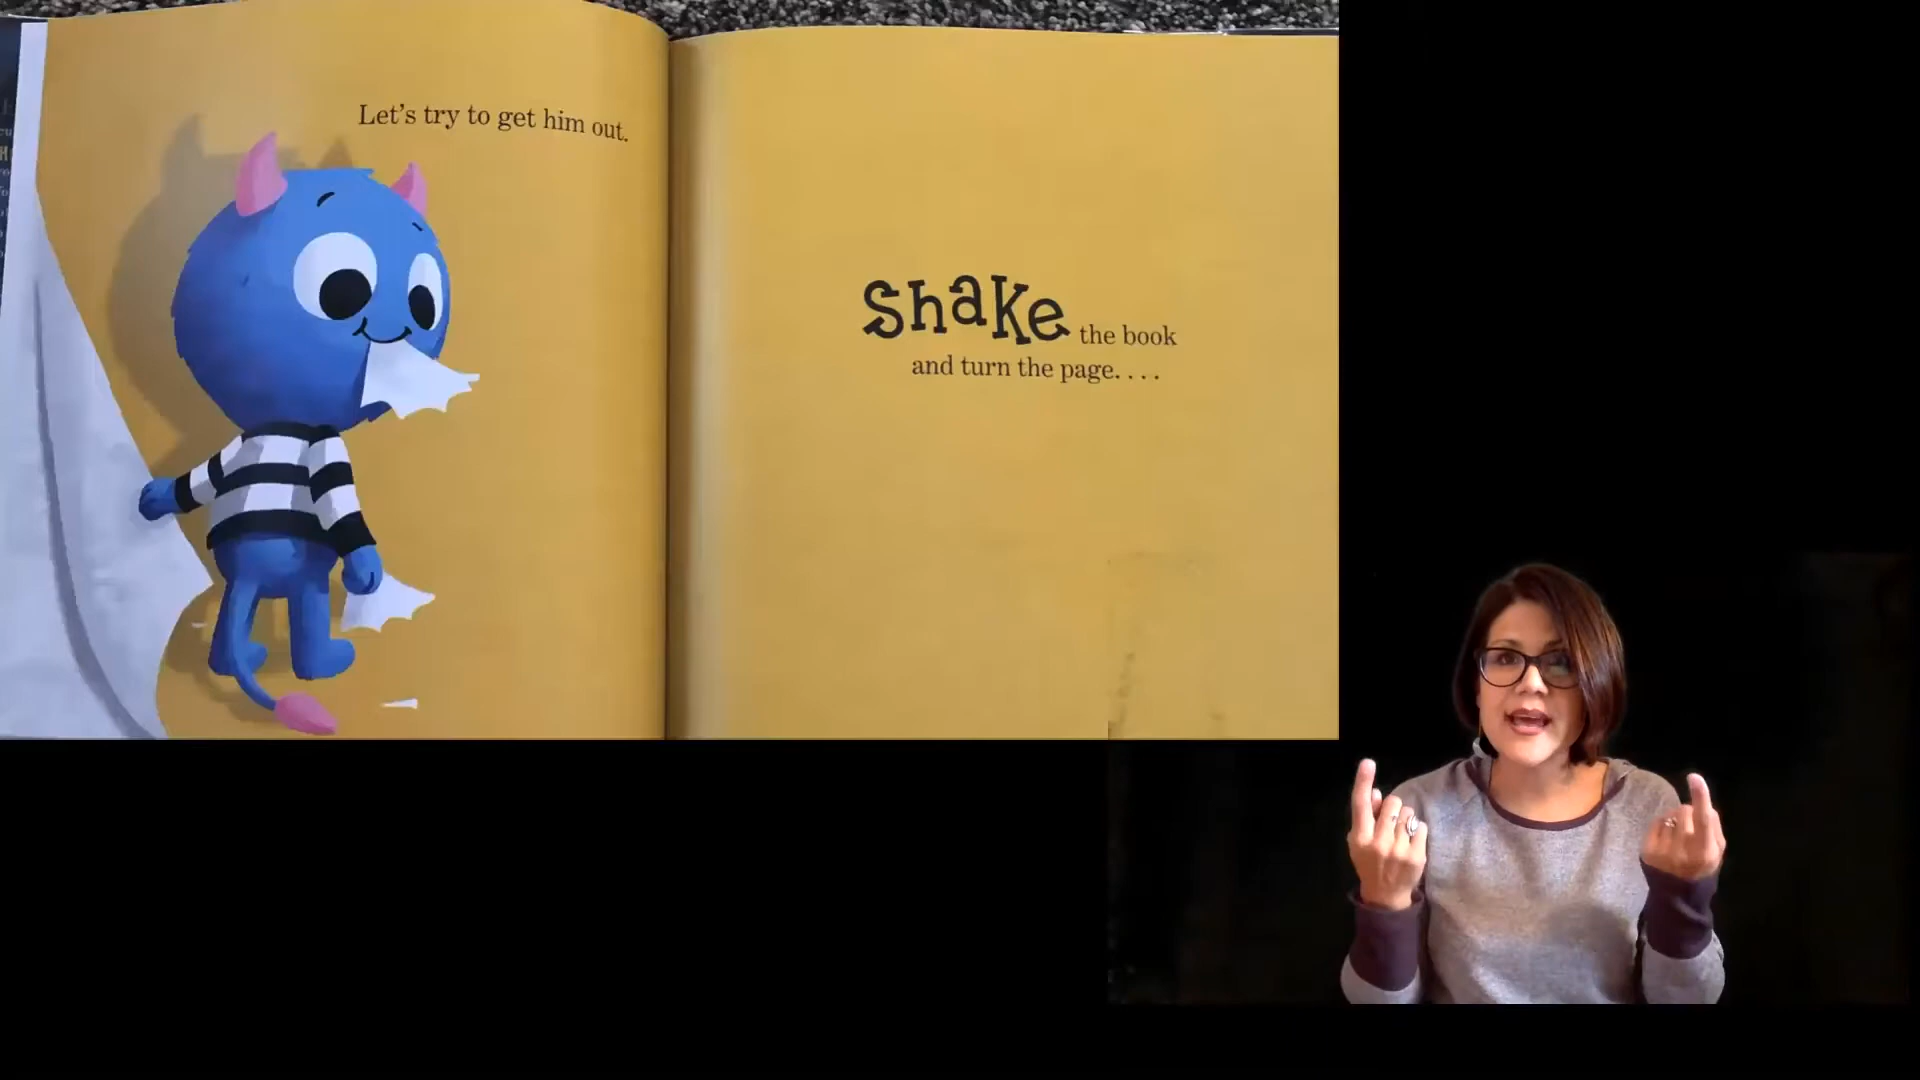 Let's try to get him out.
Shake the book
and turn the page. . . .